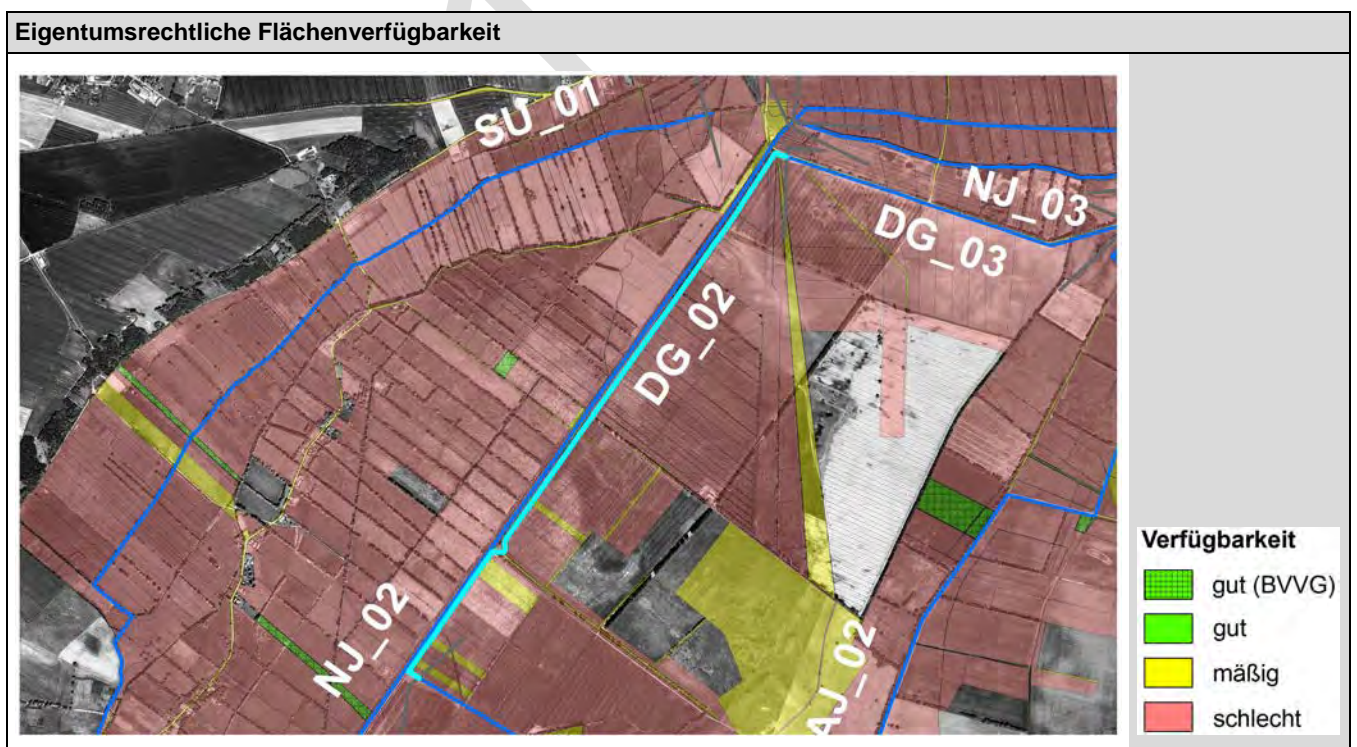 Eigentumsrechtliche Flächenverfügbarkeit
SU_01
NJ_03
DG_03
DG_02
NJ_02
AJ_02
Verfügbarkeit
gut (BVVG)
gut
mäßig
schlecht